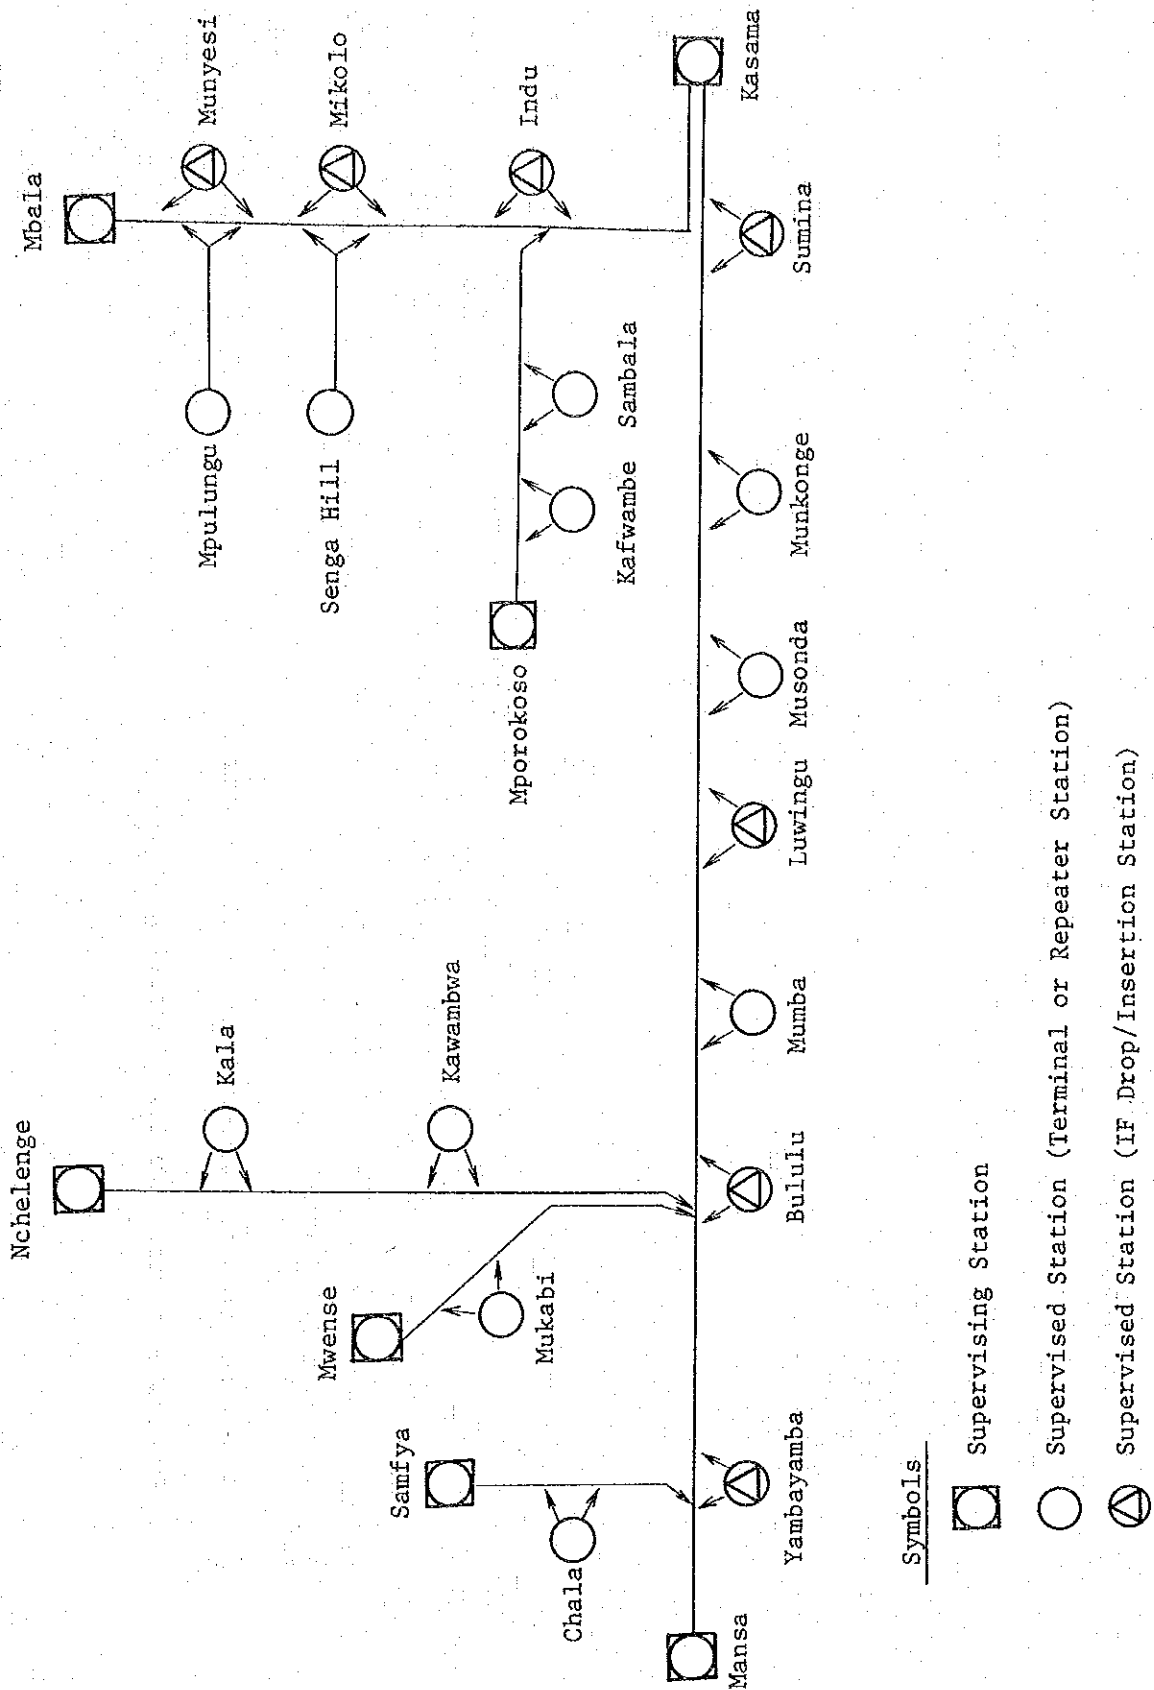 Mbala
Munyesi
Mpulungu
Mikolo
Senga Hill
Indu
Sambala
Kafwambe
Mporokoso
Kasama
Sumina
Munkonge
Musonda
Luwingu
Mumba
Bululu
Nchelenge
Kala
Kawambwa
Mwense
Mukabi
Samfya
Chala
Yambayamba
Mansa
Symbols
Supervising Station
Supervised Station (Terminal or Repeater Station)
Supervised Station (IF Drop/Insertion Station)